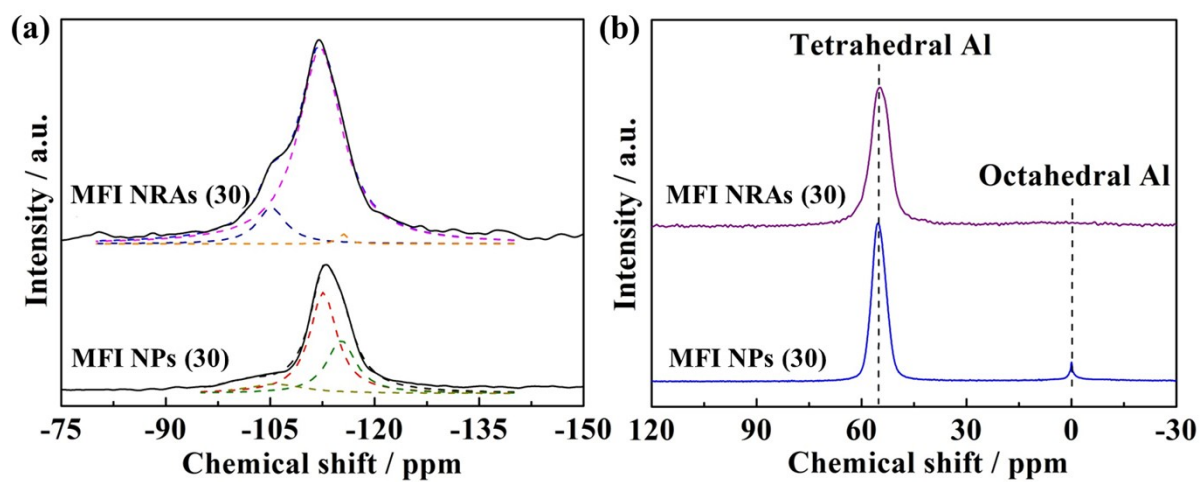 (a)
Intensity / a.u.
MFI NRAs (30)
MFI NPs (30)
-75 -90 -105 -120 -135 -150
Chemical shift / ppm
(b)
Intensity / a.u.
Tetrahedral Al
MFI NRAs (30)
Octahedral Al
MFI NPs (30)
120 90 60 30 0 -30
Chemical shift / ppm